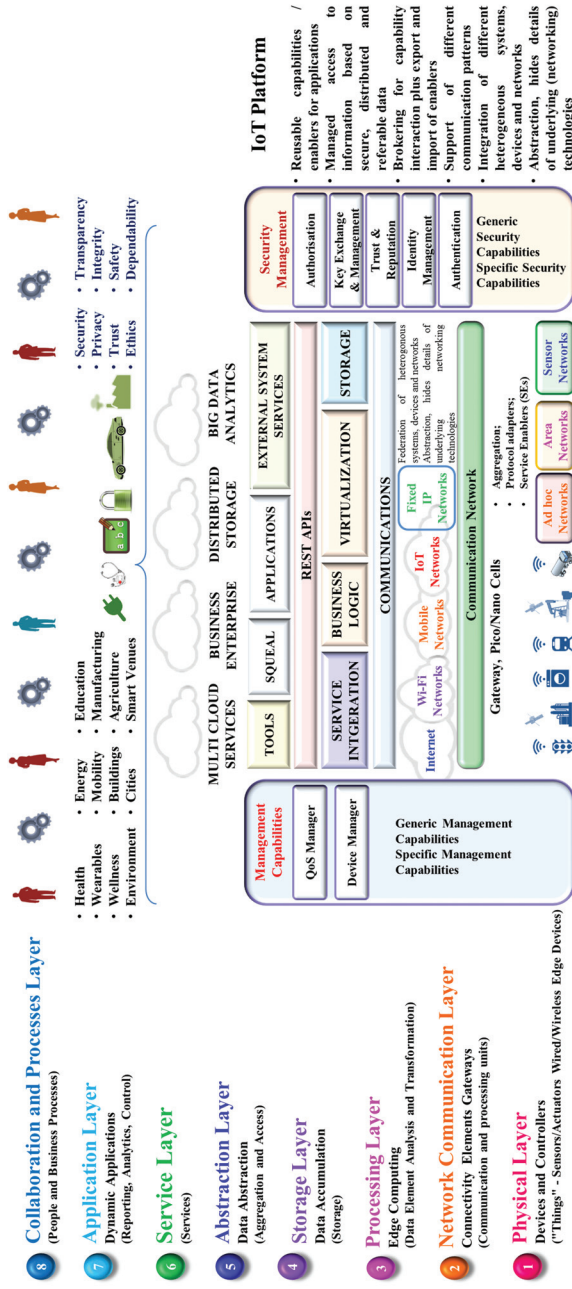 8
Collaboration and Processes Layer
(People and Business Processes)
7
Application Layer
Dynamic Applications
(Reporting, Analytics, Control)
6
Service Layer
(Services)
5
Abstraction Layer
Data Abstraction
(Aggregation and Access)
4
Storage Layer
Data Accumulation
(Storage)
3
Processing Layer
Edge Computing
(Data Element Analysis and Transformation)
2
Network Communication Layer
Connectivity Elements Gateways
(Communication and processing units)
1
Physical Layer
Devices and Controllers
("Things" - Sensors/Actuators Wired/Wireless Edge Devices)
• Health
• Wearables
• Wellness
• Environment
• Energy
• Mobility
• Buildings
• Cities
• Education
• Manufacturing
• Agriculture
• Smart Venues
a b c
• Security
• Privacy
• Trust
• Ethics
• Transparency
• Integrity
• Safety
• Dependability
MULTI CLOUD
SERVICES
BUSINESS
ENTERPRISE
DISTRIBUTED
STORAGE
BIG DATA
ANALYTICS
Management
Capabilities
QoS Manager
Device Manager
Generic Management
Capabilities
Specific Management
Capabilities
TOOLS
SQUEAL
APPLICATIONS
EXTERNAL SYSTEM
SERVICES
REST APIs
SERVICE
INTGERATION
BUSINESS
LOGIC
VIRTUALIZATION
STORAGE
COMMUNICATIONS
Internet
Wi-Fi
Networks
Mobile
Networks
IoT
Networks
Fixed
IP
Networks
Federation of heterogonous
systems, devices and networks
Abstraction, hides details of
underlying networking
technologies
Communication Network
Gateway, Pico/Nano Cells
• Aggregation;
• Protocol adapters;
• Service Enablers (SEs)
Ad hoc
Networks
Area
Networks
Sensor
Networks
Security
Management
Authorisation
Key Exchange
& Management
Trust &
Reputation
Identity
Management
Authentication
Generic
Security
Capabilities
Specific Security
Capabilities
IoT Platform
• Reusable capabilities /
enablers for applications
• Managed access to
information based on
secure, distributed and
referable data
• Brokering for capability
interaction plus export and
import of enablers
• Support of different
communication patterns
• Integration of different
heterogeneous systems,
devices and networks
• Abstraction, hides details
of underlying (networking)
technologies